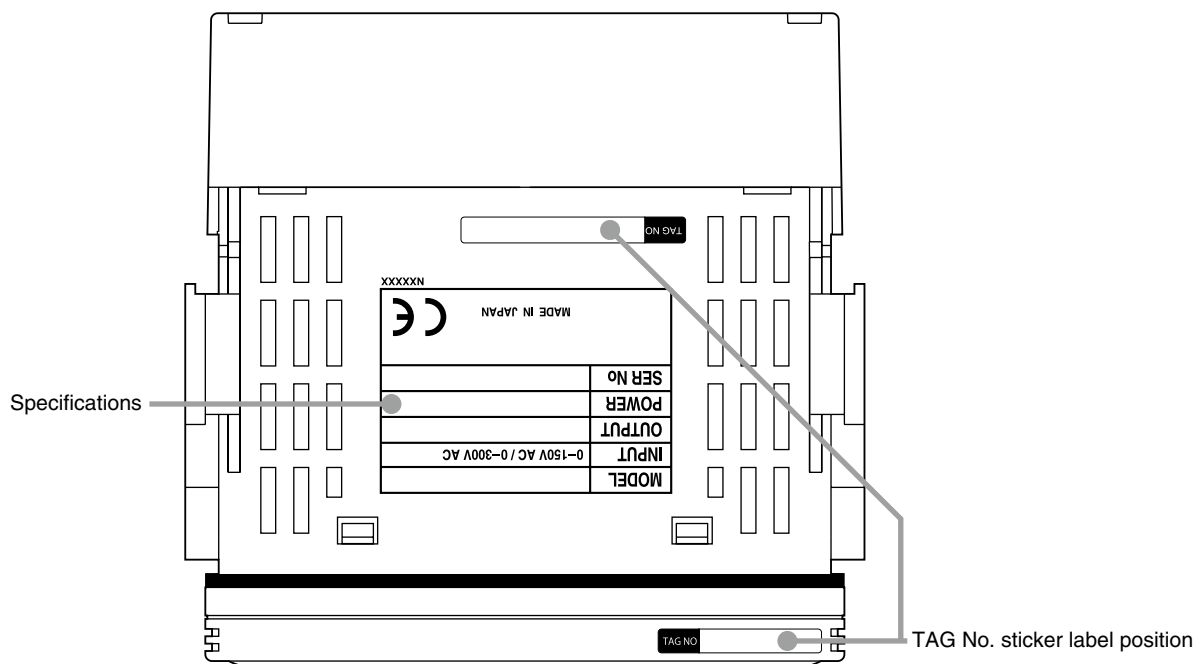 TAG NO
NXXXXX
CE
MADE IN JAPAN
SER No
POWER
OUTPUT
INPUT 0–150V AC / 0–300V AC
MODEL
Specifications
TAG NO
TAG No. sticker label position